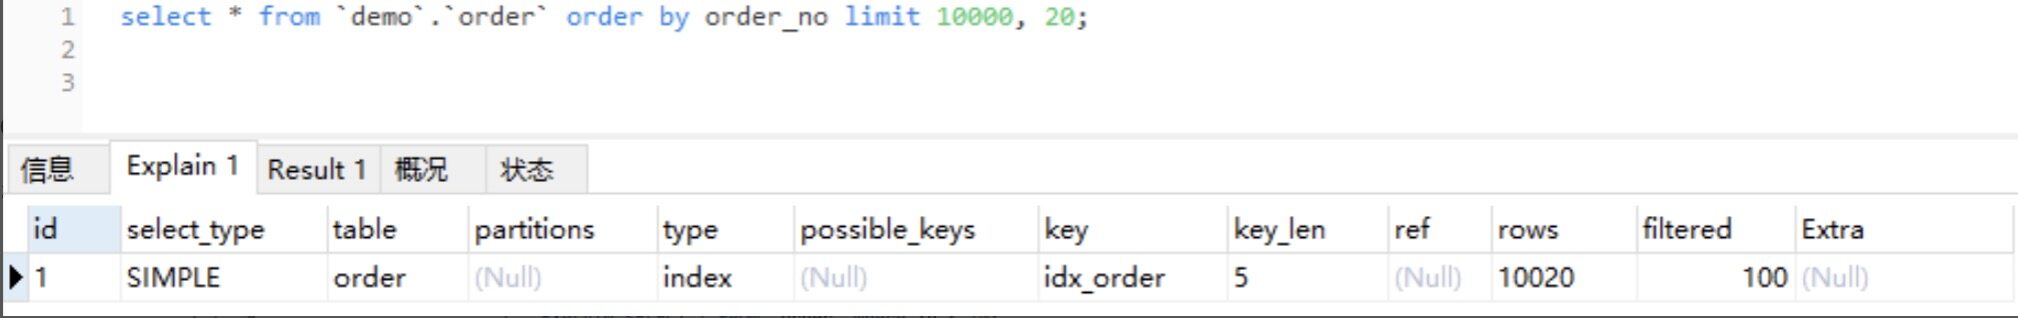 1 select * from `demo`.`order` order by order_no limit 10000, 20;
2
3
信息 Explain 1 Result 1 概况 状态
id select_type table partitions type possible_keys key key_len ref rows filtered Extra
1 SIMPLE order (Null) index (Null) idx_order 5 (Null) 10020 100 (Null)